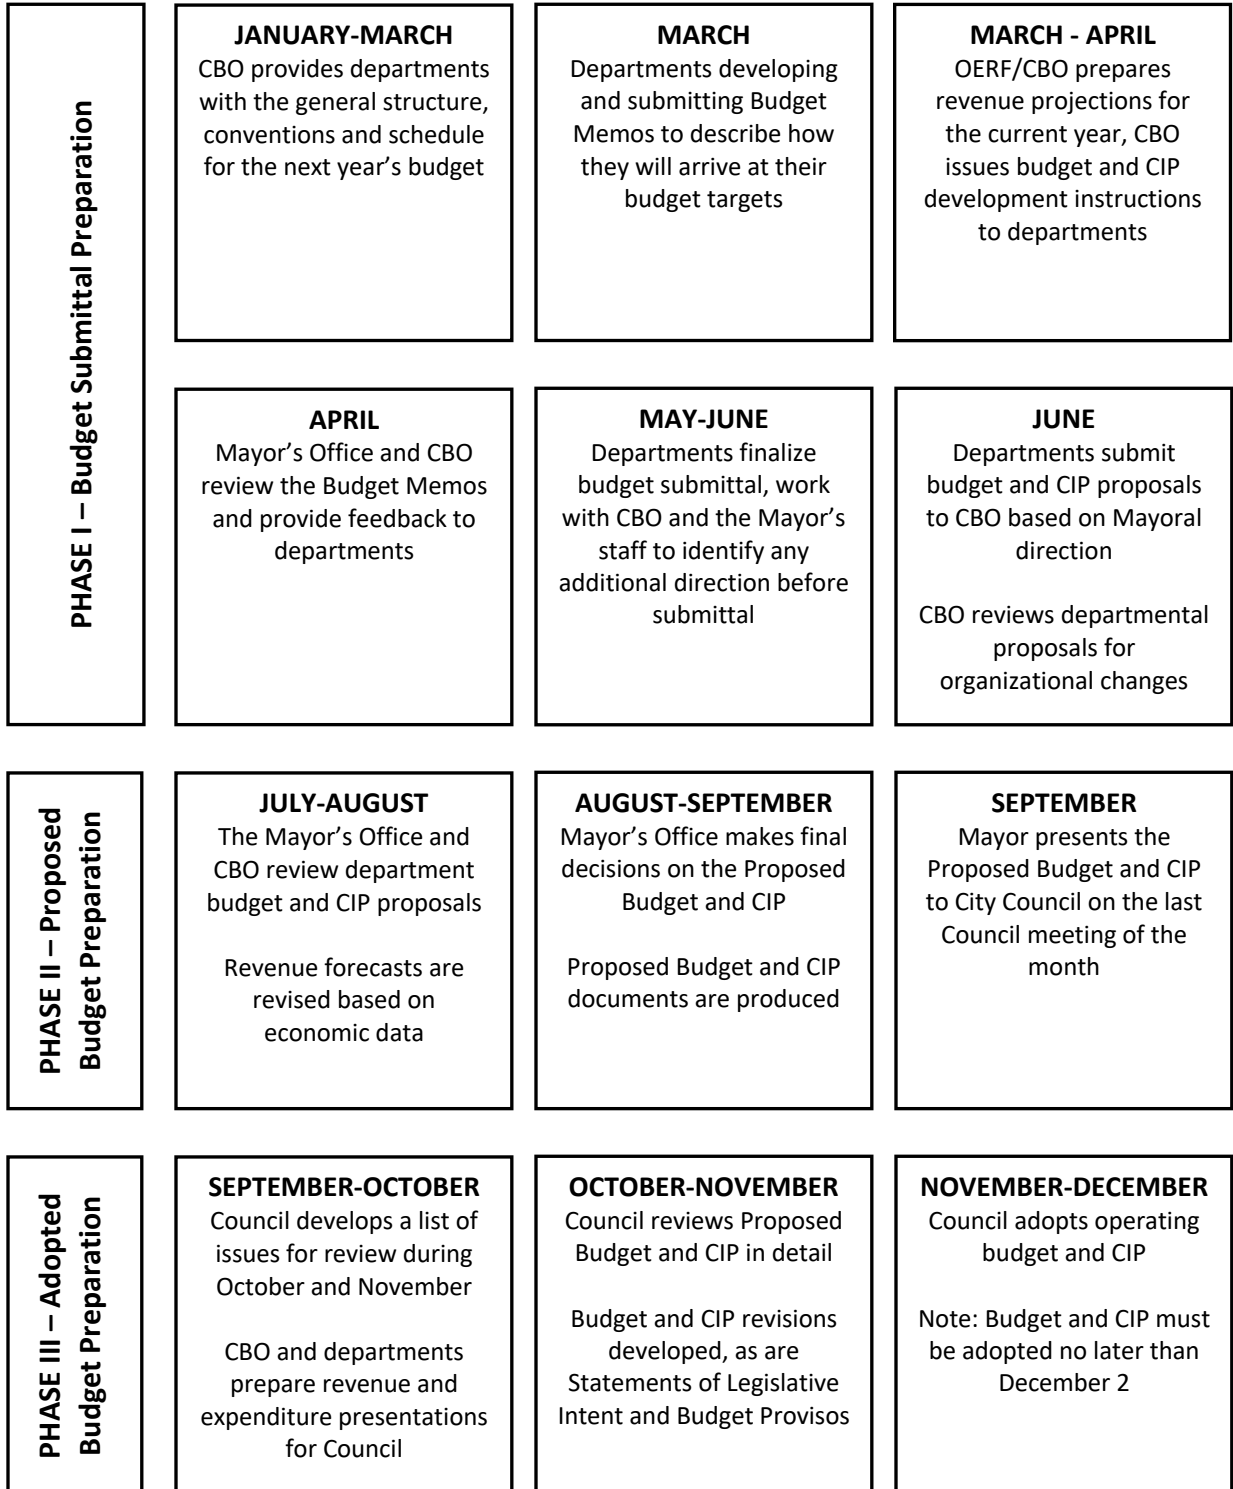 PHASE I – Budget Submittal Preparation
JANUARY-MARCH
CBO provides departments
with the general structure,
conventions and schedule
for the next year’s budget
MARCH
Departments developing
and submitting Budget
Memos to describe how
they will arrive at their
budget targets
MARCH - APRIL
OERF/CBO prepares
revenue projections for
the current year, CBO
issues budget and CIP
development instructions
to departments
APRIL
Mayor’s Office and CBO
review the Budget Memos
and provide feedback to
departments
MAY-JUNE
Departments finalize
budget submittal, work
with CBO and the Mayor’s
staff to identify any
additional direction before
submittal
JUNE
Departments submit
budget and CIP proposals
to CBO based on Mayoral
direction
CBO reviews departmental
proposals for
organizational changes
PHASE II – Proposed
Budget Preparation
JULY-AUGUST
The Mayor’s Office and
CBO review department
budget and CIP proposals
Revenue forecasts are
revised based on
economic data
AUGUST-SEPTEMBER
Mayor’s Office makes final
decisions on the Proposed
Budget and CIP
Proposed Budget and CIP
documents are produced
SEPTEMBER
Mayor presents the
Proposed Budget and CIP
to City Council on the last
Council meeting of the
month
PHASE III – Adopted
Budget Preparation
SEPTEMBER-OCTOBER
Council develops a list of
issues for review during
October and November
CBO and departments
prepare revenue and
expenditure presentations
for Council
OCTOBER-NOVEMBER
Council reviews Proposed
Budget and CIP in detail
Budget and CIP revisions
developed, as are
Statements of Legislative
Intent and Budget Provisos
NOVEMBER-DECEMBER
Council adopts operating
budget and CIP
Note: Budget and CIP must
be adopted no later than
December 2